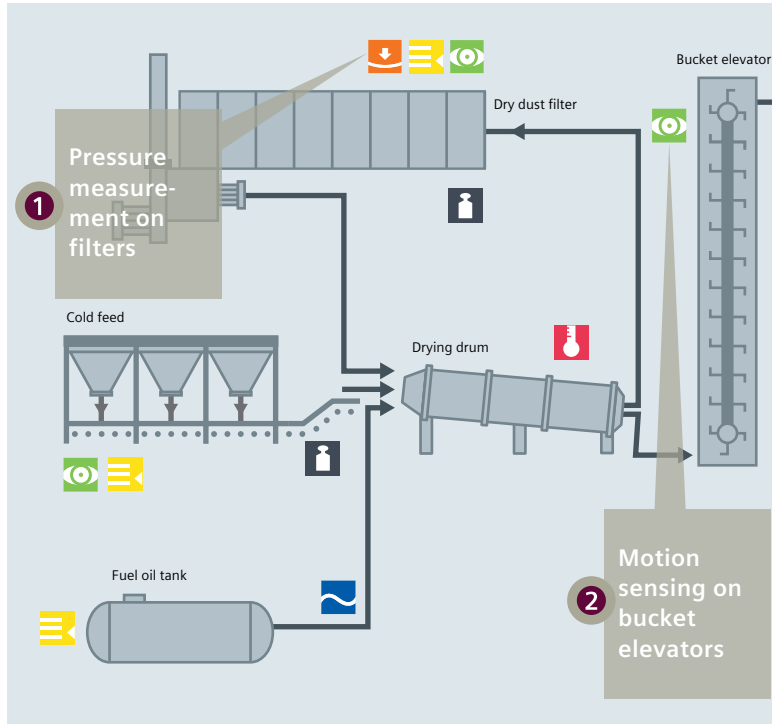 Bucket elevator
Dry dust filter
1
Pressure
measure-
ment on
filters
Cold feed
Drying drum
Fuel oil tank
2
Motion
sensing on
bucket
elevators